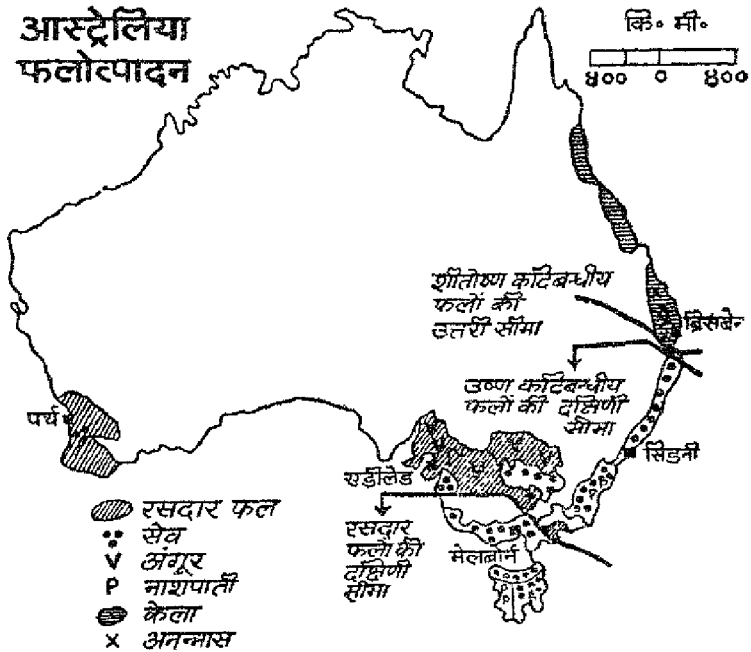 आस्ट्रेलिया
फलोत्पादन
कि॰ मी॰
४०० ० ४००
शीतोष्ण कटिबन्धीय
फलों की
उत्तरी सीमा
ब्रिसबेन
उष्ण कटिबन्धीय
फलों की दक्षिणी
सीमा
पर्थ
सिडनी
एडीलेड
रसदार
फलों की
दक्षिणी
सीमा
मेलबोर्न
रसदार फल
सेव
V अंगूर
P नाशपाती
केला
x अनन्नास